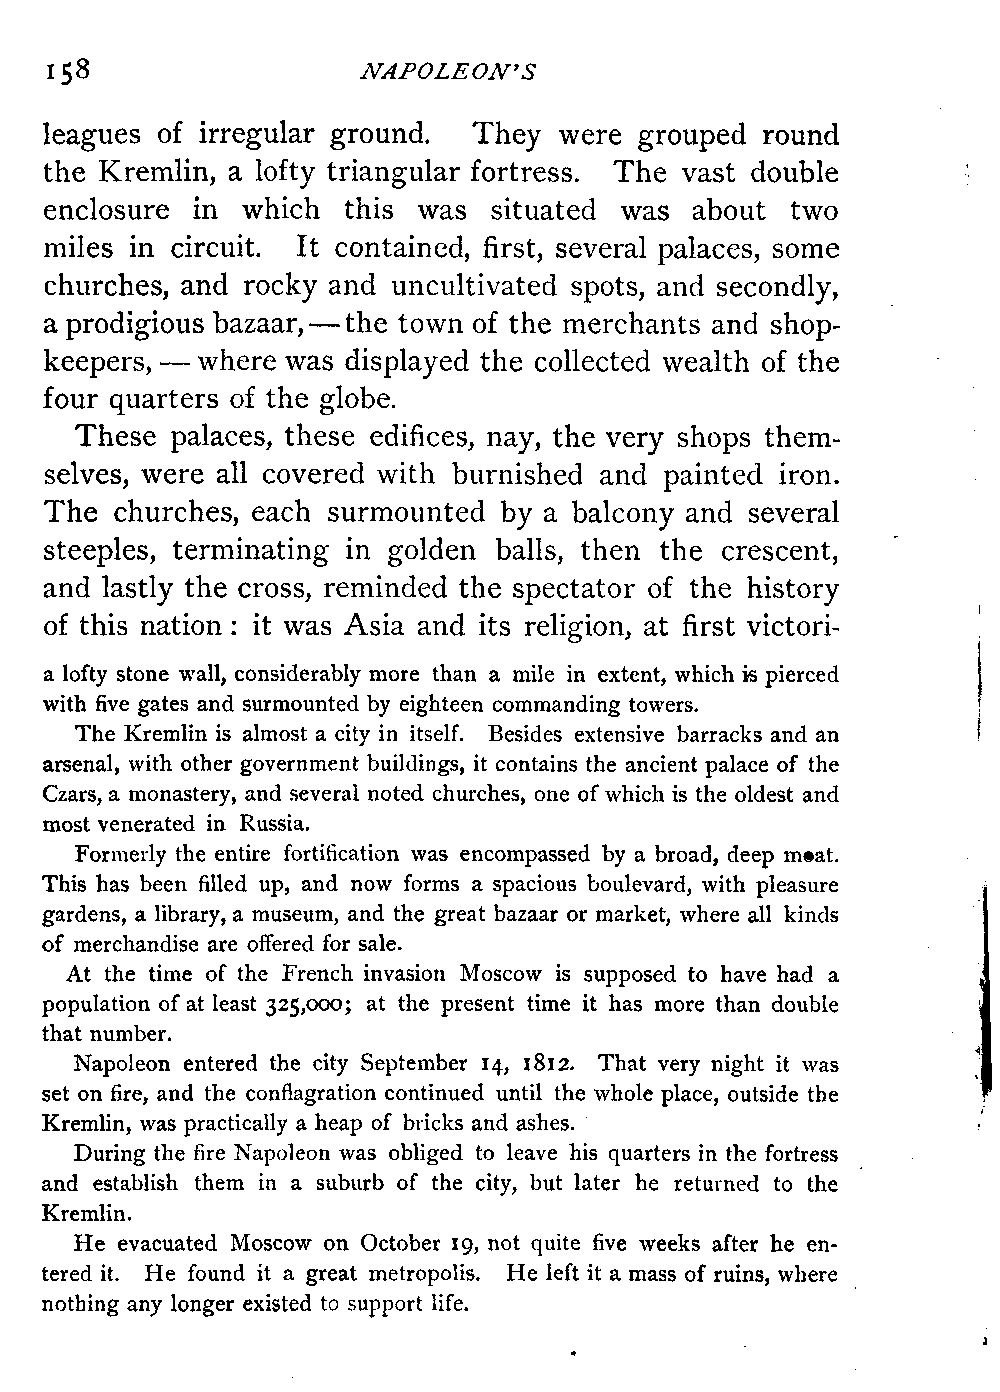 158 NAPOLEON'S
leagues of irregular ground. They were grouped round
the Kremlin, a lofty triangular fortress. The vast double
enclosure in which this was situated was about two
miles in circuit. It contained, first, several palaces, some
churches, and rocky and uncultivated spots, and secondly,
a prodigious bazaar, — the town of the merchants and shop-
keepers, — where was displayed the collected wealth of the
four quarters of the globe.
These palaces, these edifices, nay, the very shops them-
selves, were all covered with burnished and painted iron.
The churches, each surmounted by a balcony and several
steeples, terminating in golden balls, then the crescent,
and lastly the cross, reminded the spectator of the history
of this nation : it was Asia and its religion, at first victori-
a lofty stone wall, considerably more than a mile in extent, which is pierced
with five gates and surmounted by eighteen commanding towers.
The Kremlin is almost a city in itself. Besides extensive barracks and an
arsenal, with other government buildings, it contains the ancient palace of the
Czars, a monastery, and several noted churches, one of which is the oldest and
most venerated in Russia.
Formerly the entire fortification was encompassed by a broad, deep moat.
This has been filled up, and now forms a spacious boulevard, with pleasure
gardens, a library, a museum, and the great bazaar or market, where all kinds
of merchandise are offered for sale.
At the time of the French invasion Moscow is supposed to have had a
population of at least 325,000; at the present time it has more than double
that number.
Napoleon entered the city September 14, 1812. That very night it was
set on fire, and the conflagration continued until the whole place, outside the
Kremlin, was practically a heap of bricks and ashes.
During the fire Napoleon was obliged to leave his quarters in the fortress
and establish them in a suburb of the city, but later he returned to the
Kremlin.
He evacuated Moscow on October 19, not quite five weeks after he en-
tered it. He found it a great metropolis. He left it a mass of ruins, where
nothing any longer existed to support life.